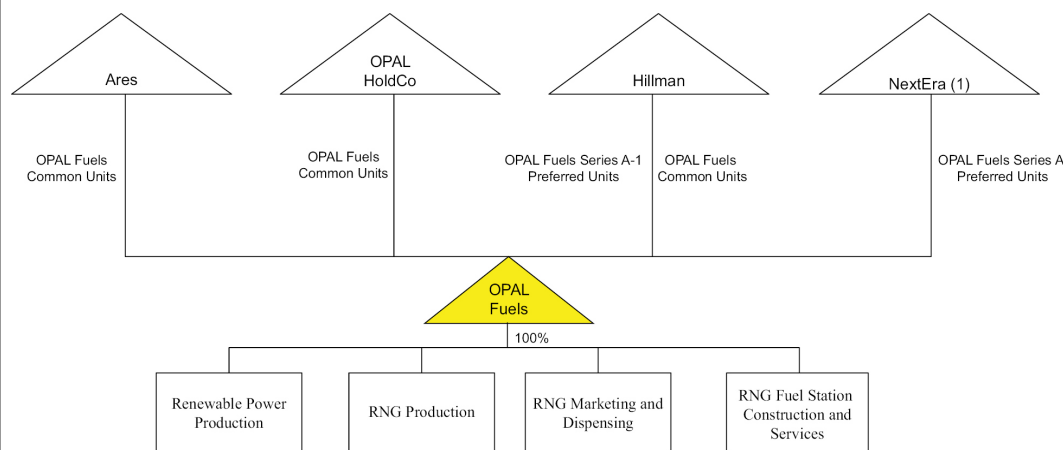 Ares
OPAL
HoldCo
Hillman
NextEra (1)
OPAL Fuels
Common Units
OPAL Fuels
Common Units
OPAL Fuels Series A-1
Preferred Units
OPAL Fuels
Common Units
OPAL Fuels Series A
Preferred Units
OPAL
Fuels
100%
Renewable Power
Production
RNG Production
RNG Marketing and
Dispensing
RNG Fuel Station
Construction and
Services